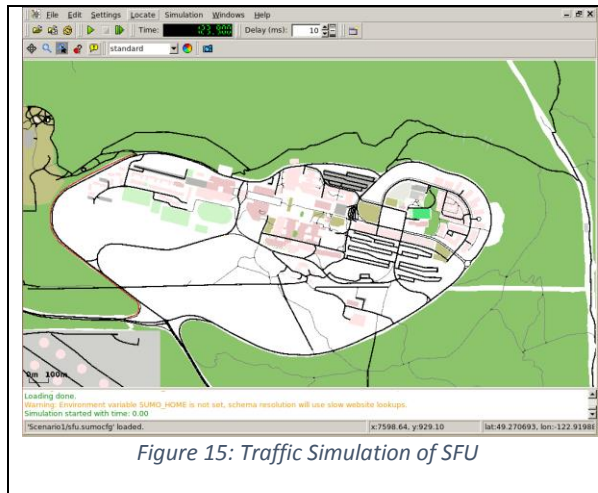 File Edit Settings Locate Simulation Windows Help
Time: Delay (ms): 10
standard
0m 100m
Loading done.
Warning: Environment variable SUMO_HOME is not set, schema resolution will use slow website lookups.
Simulation started with time: 0.00
'Scenario1/sfu.sumocfg' loaded. x:7598.64, y:929.10 lat:49.270693, lon:-122.91988
Figure 15: Traffic Simulation of SFU